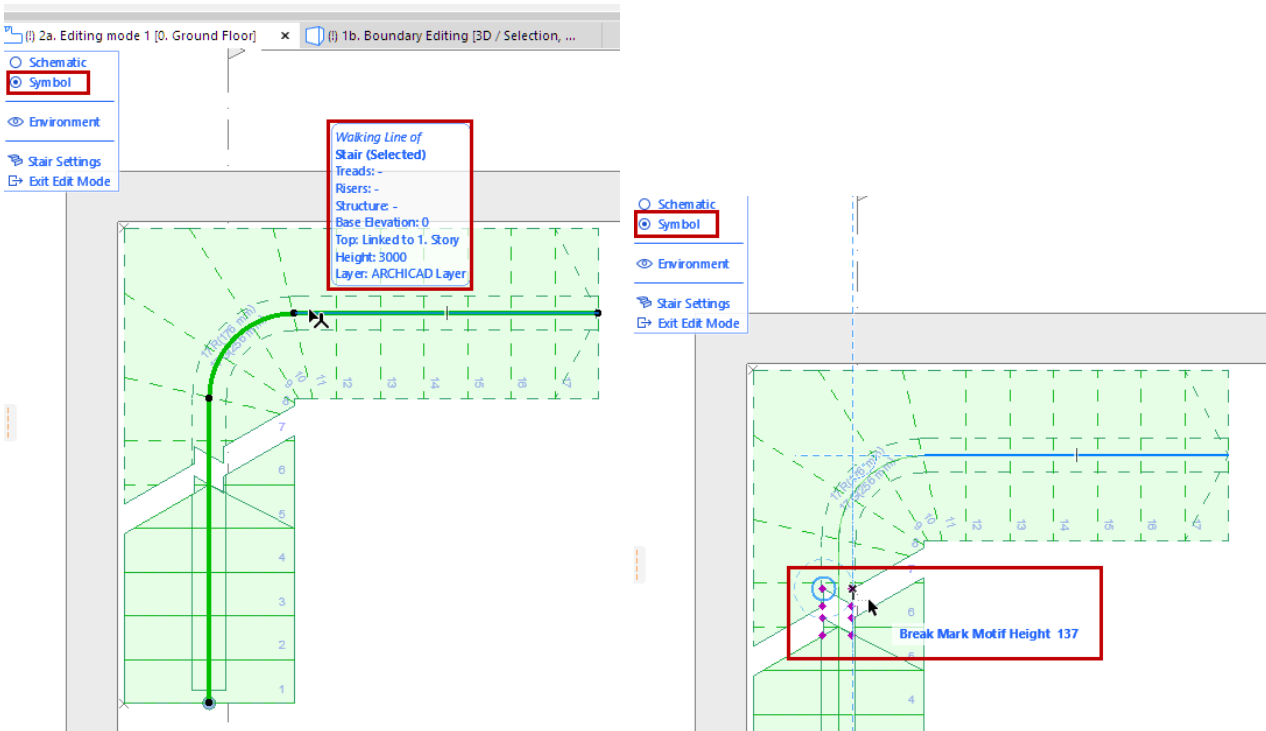 (!) 2a. Editing mode 1 [0. Ground Floor]
(!) 1b. Boundary Editing [3D / Selection, ...
Schematic
Symbol
Environment
Stair Settings
Exit Edit Mode
Walking Line of
Stair (Selected)
Treads: -
Risers: -
Structure: -
Base Elevation: 0
Top: Linked to 1. Story
Height: 3000
Layer: ARCHICAD Layer
17
16
15
14
13
12
11
10
9
8
7
6
5
4
3
2
1
Schematic
Symbol
Environment
Stair Settings
Exit Edit Mode
17
16
15
14
13
12
11
10
9
8
7
6
5
4
Break Mark Motif Height 137